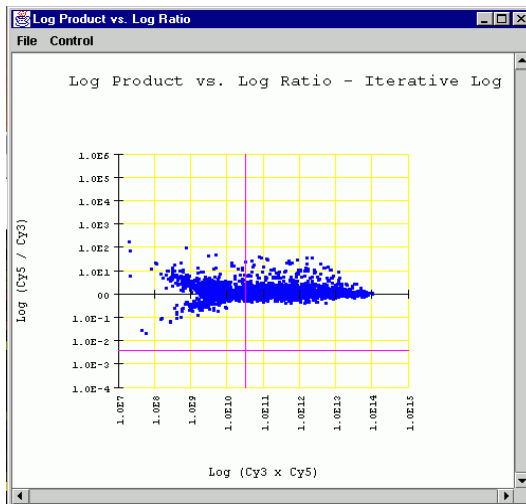 Log Product vs. Log Ratio
File Control
Log Product vs. Log Ratio - Iterative Log
1.0E6
1.0E5
1.0E4
1.0E3
1.0E2
1.0E1
00
1.0E-1
1.0E-2
1.0E-3
1.0E-4
Log (Cy5 / Cy3)
1.0E7
1.0E8
1.0E9
1.0E10
1.0E11
1.0E12
1.0E13
1.0E14
1.0E15
Log (Cy3 x Cy5)